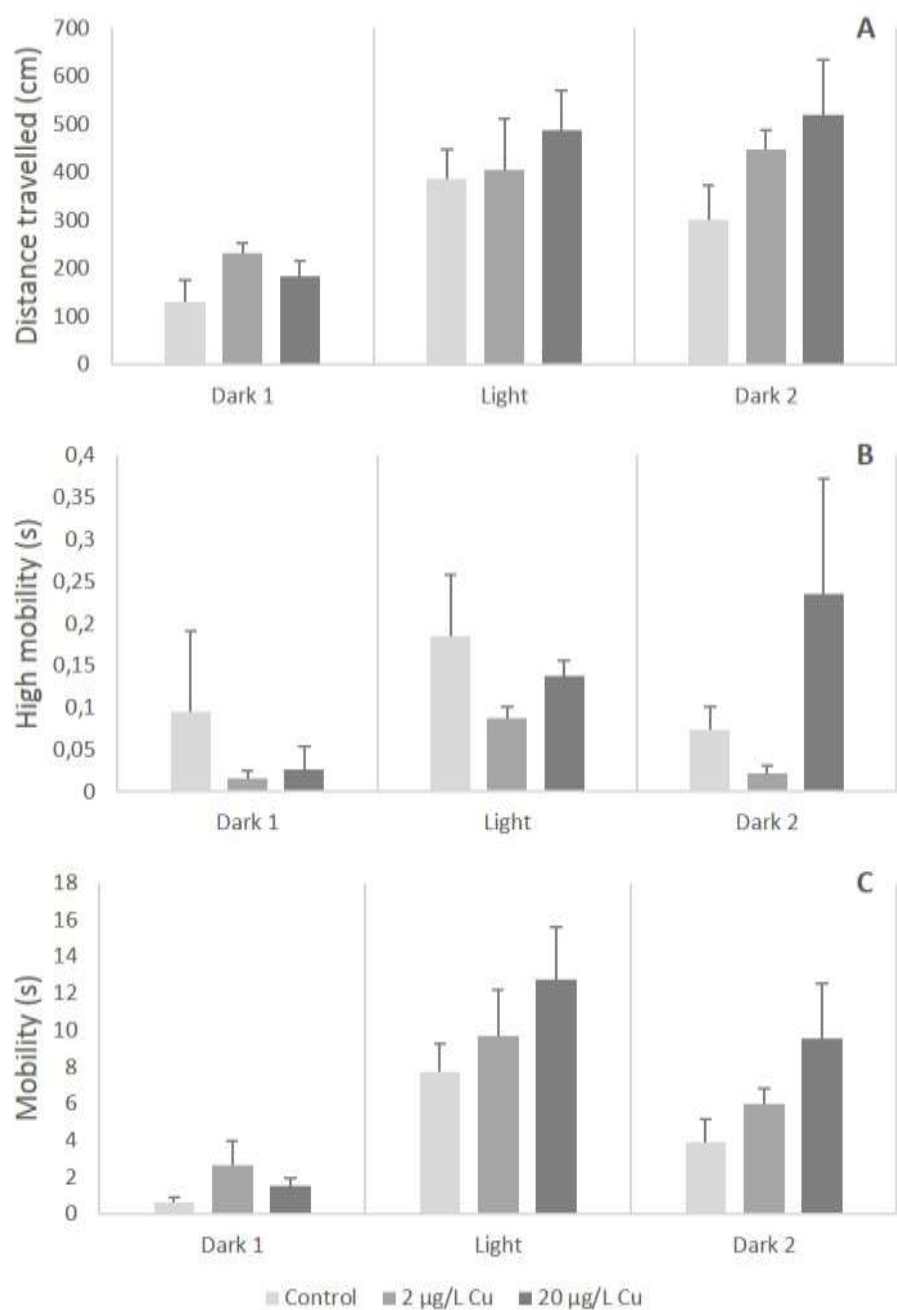 A
Distance travelled (cm)
700
600
500
400
300
200
100
0
Dark 1 Light Dark 2
B
High mobility (s)
0,4
0,35
0,3
0,25
0,2
0,15
0,1
0,05
0
Dark 1 Light Dark 2
C
Mobility (s)
18
16
14
12
10
8
6
4
2
0
Dark 1 Light Dark 2
Control 2 µg/L Cu 20 µg/L Cu